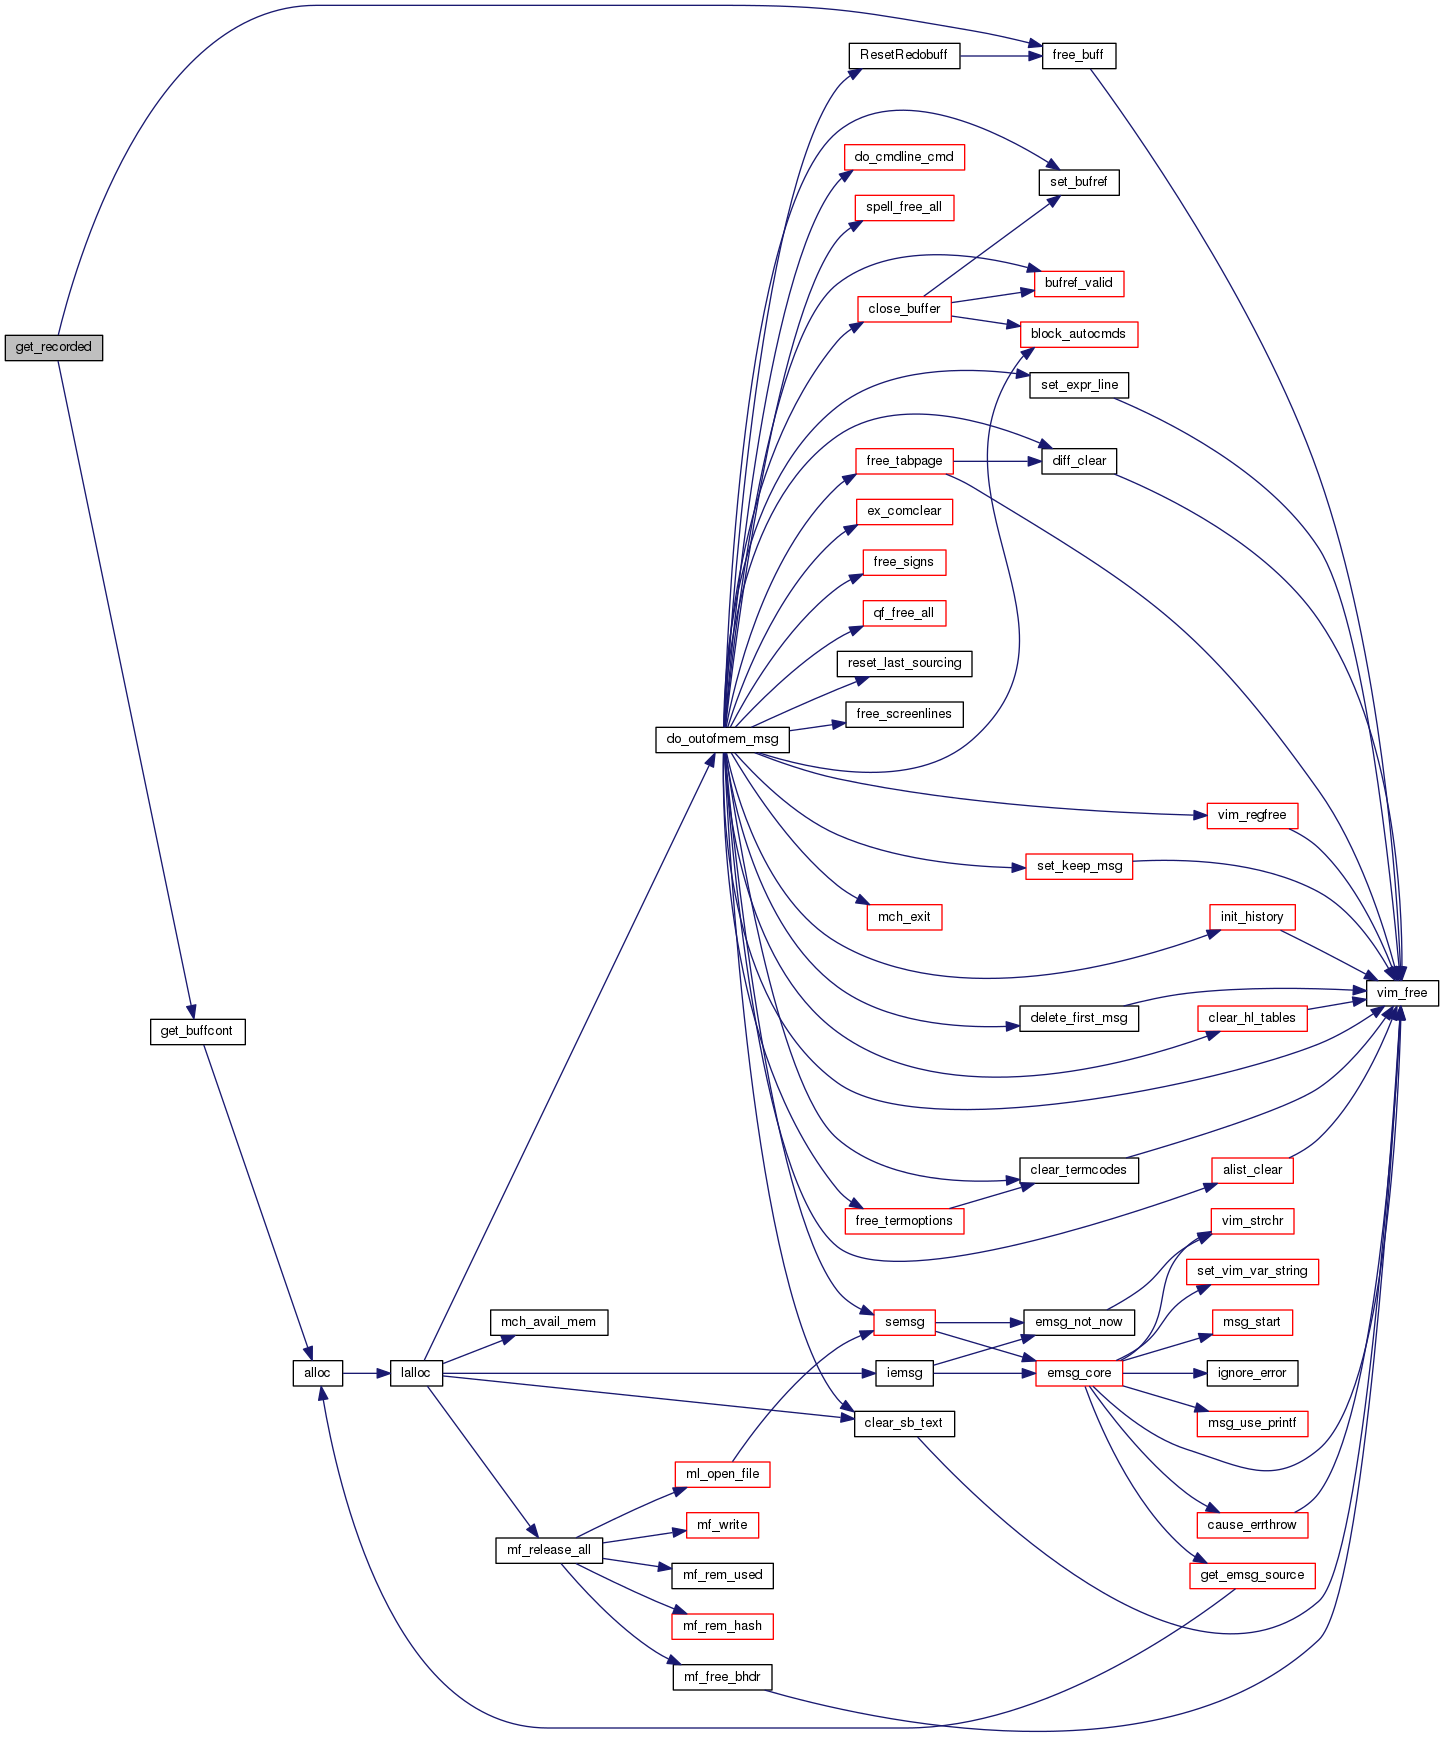 ResetRedobuff
free_buff
do_cmdline_cmd
set_bufref
spell_free_all
bufref_valid
close_buffer
block_autocmds
get_recorded
set_expr_line
free_tabpage
diff_clear
ex_comclear
free_signs
qf_free_all
reset_last_sourcing
free_screenlines
do_outofmem_msg
vim_regfree
set_keep_msg
mch_exit
init_history
vim_free
get_buffcont
delete_first_msg
clear_hl_tables
clear_termcodes
alist_clear
free_termoptions
vim_strchr
set_vim_var_string
mch_avail_mem
semsg
emsg_not_now
msg_start
alloc
lalloc
iemsg
emsg_core
ignore_error
clear_sb_text
msg_use_printf
ml_open_file
mf_write
cause_errthrow
mf_release_all
mf_rem_used
get_emsg_source
mf_rem_hash
mf_free_bhdr